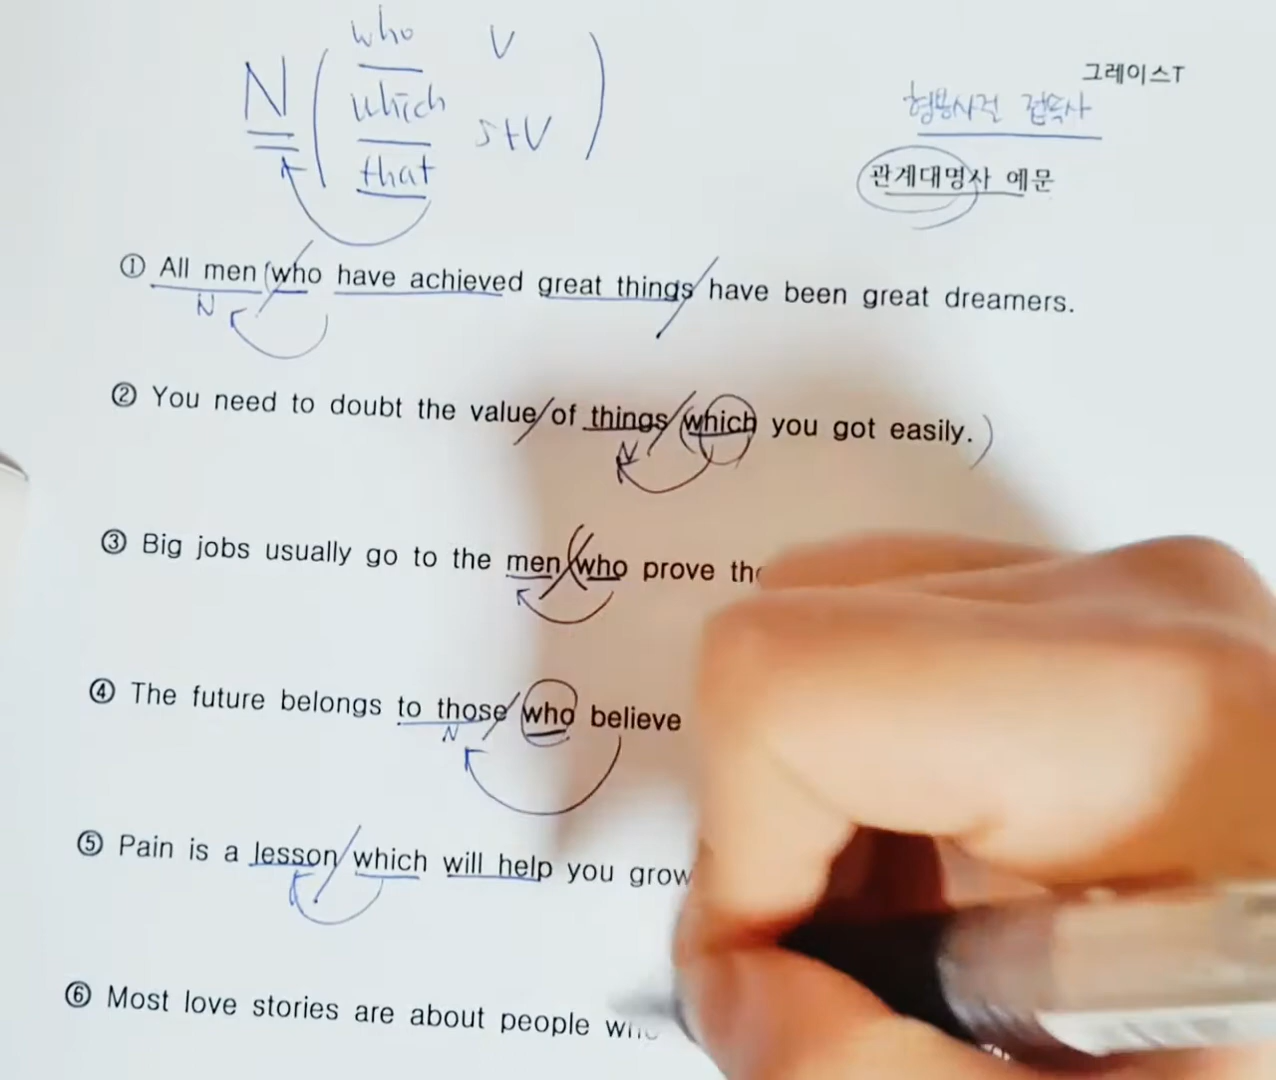 who V
N ( which S+V )
that
그레이스T
형용사절 접속사
관계대명사 예문
① All men (who have achieved great things have been great dreamers.
N
② You need to doubt the value of things (which you got easily.)
N
③ Big jobs usually go to the men (who prove
④ The future belongs to those who believe
N
⑤ Pain is a lesson which will help you grow
⑥ Most love stories are about people